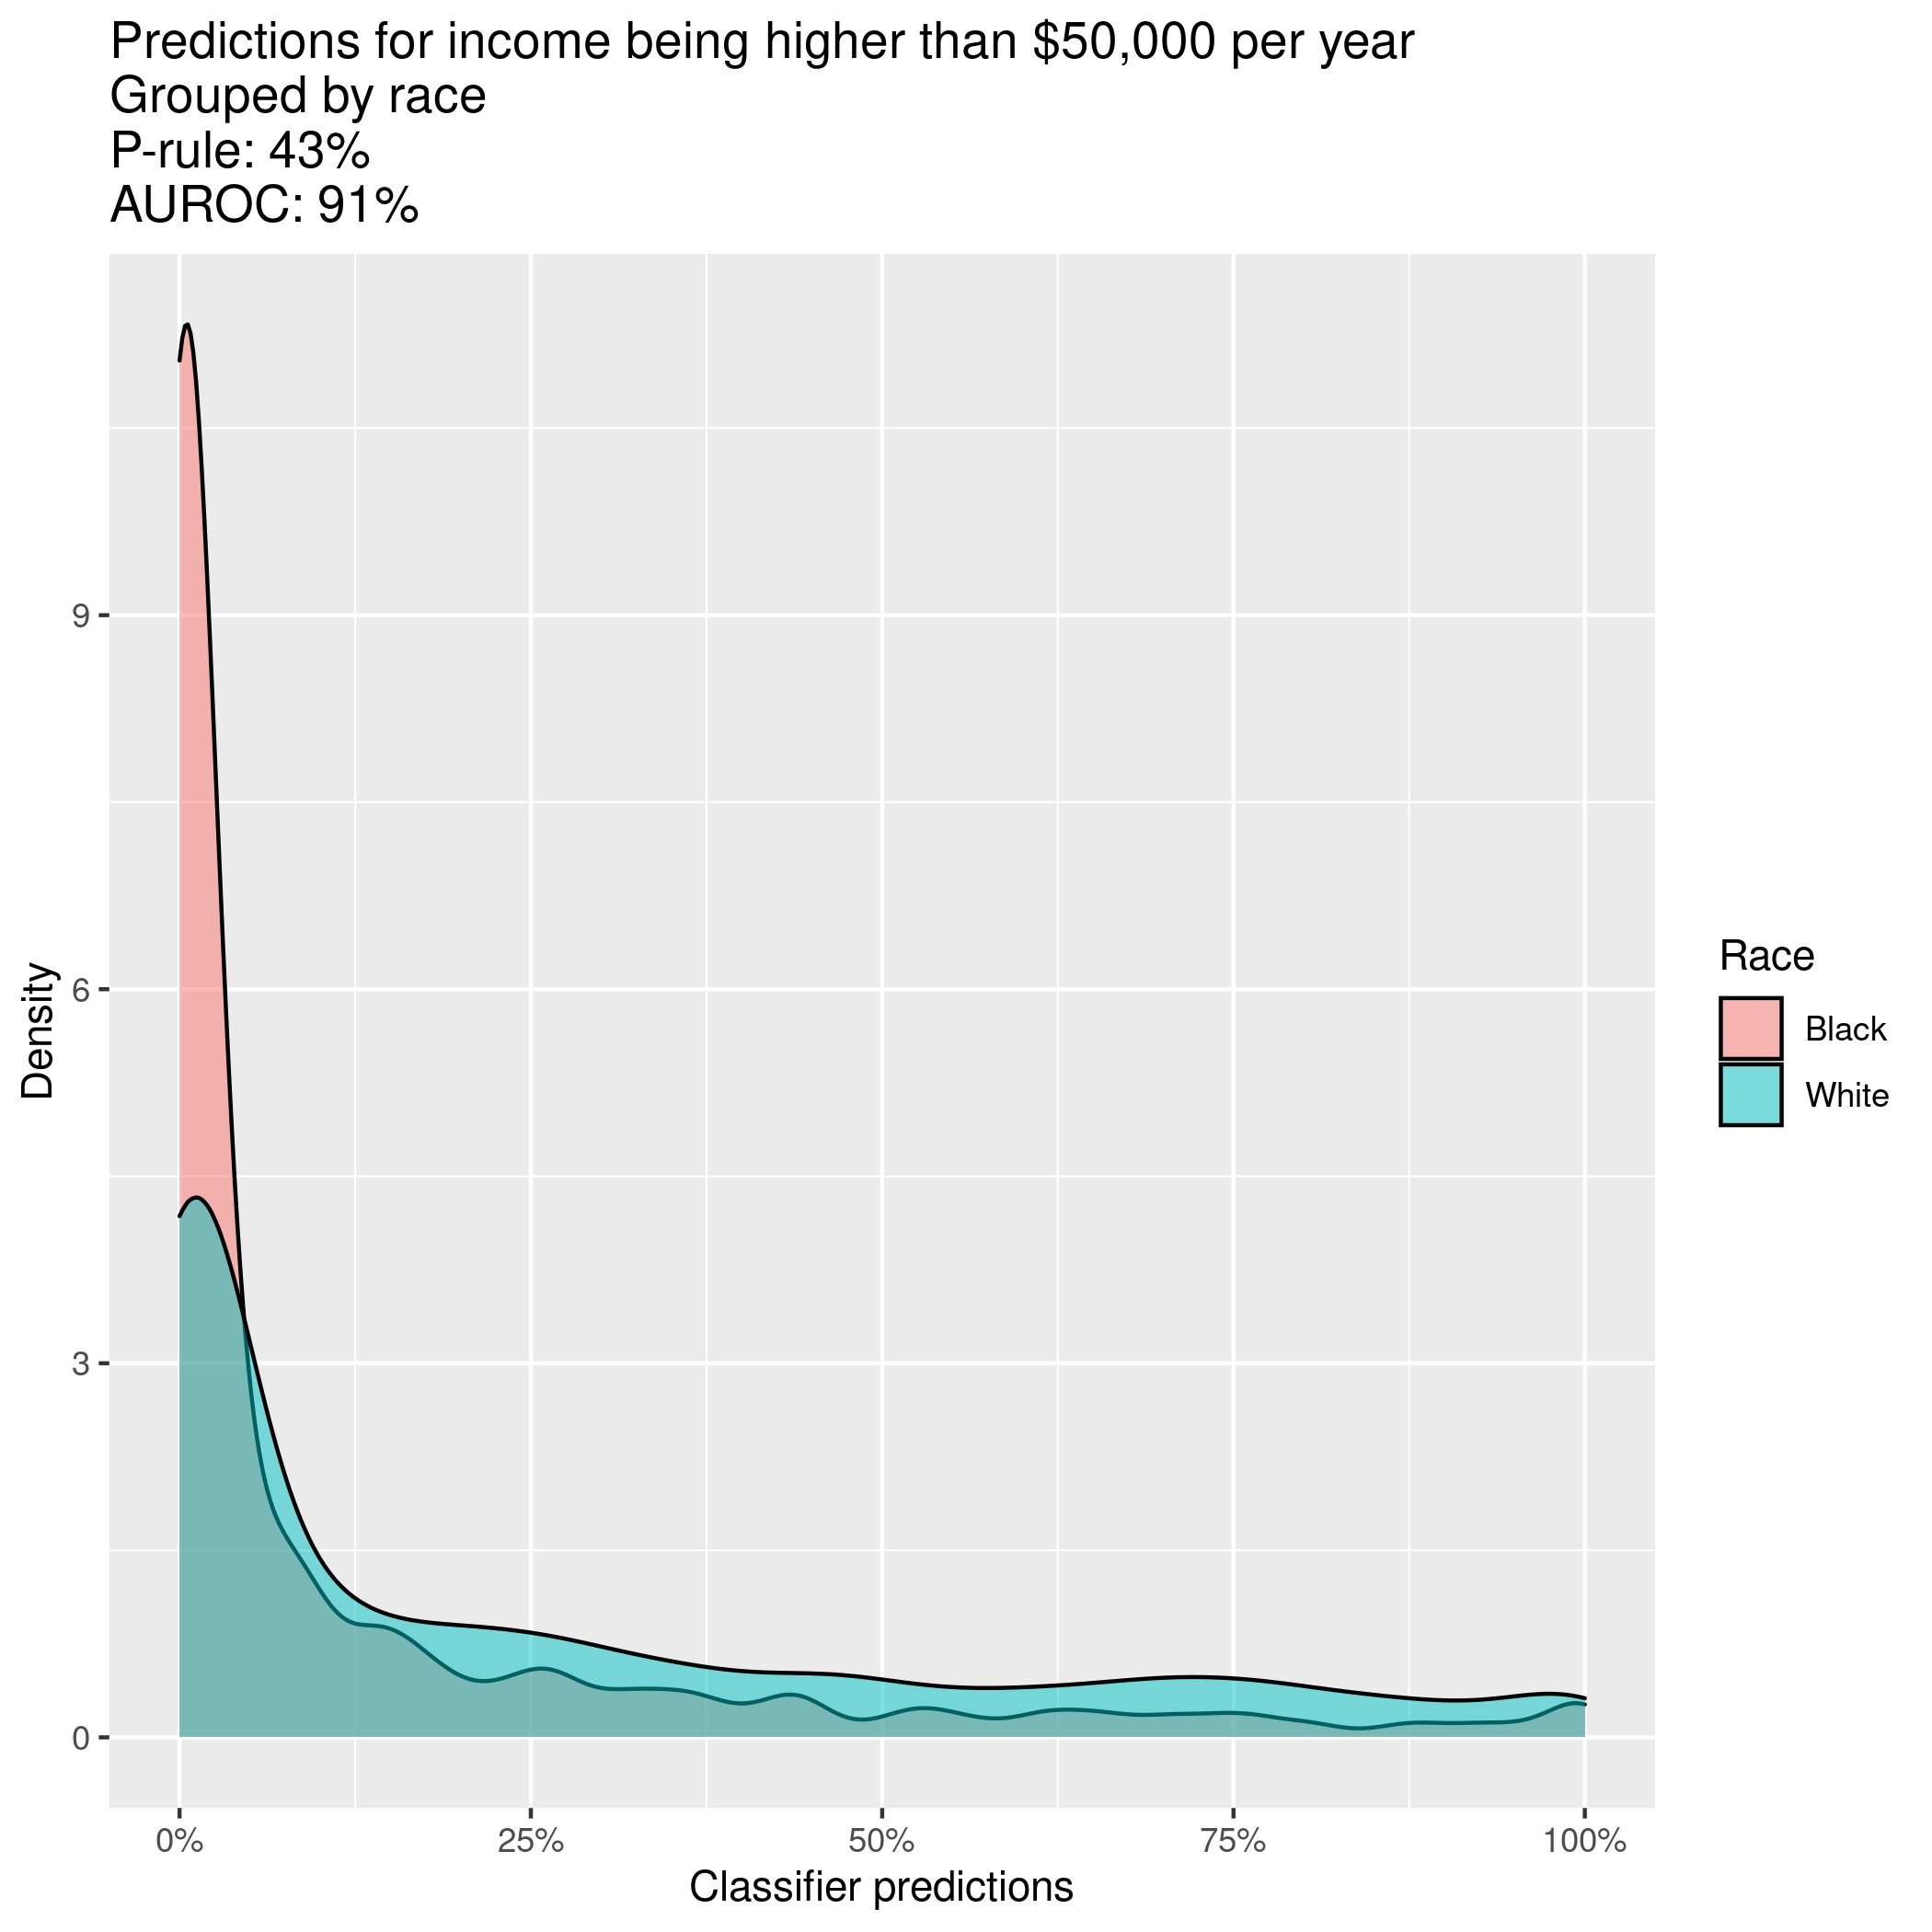 Predictions for income being higher than $50,000 per year
Grouped by race
P-rule: 43%
AUROC: 91%
9
6
3
0
Density
0% 25% 50% 75% 100%
Classifier predictions
Race
Black
White